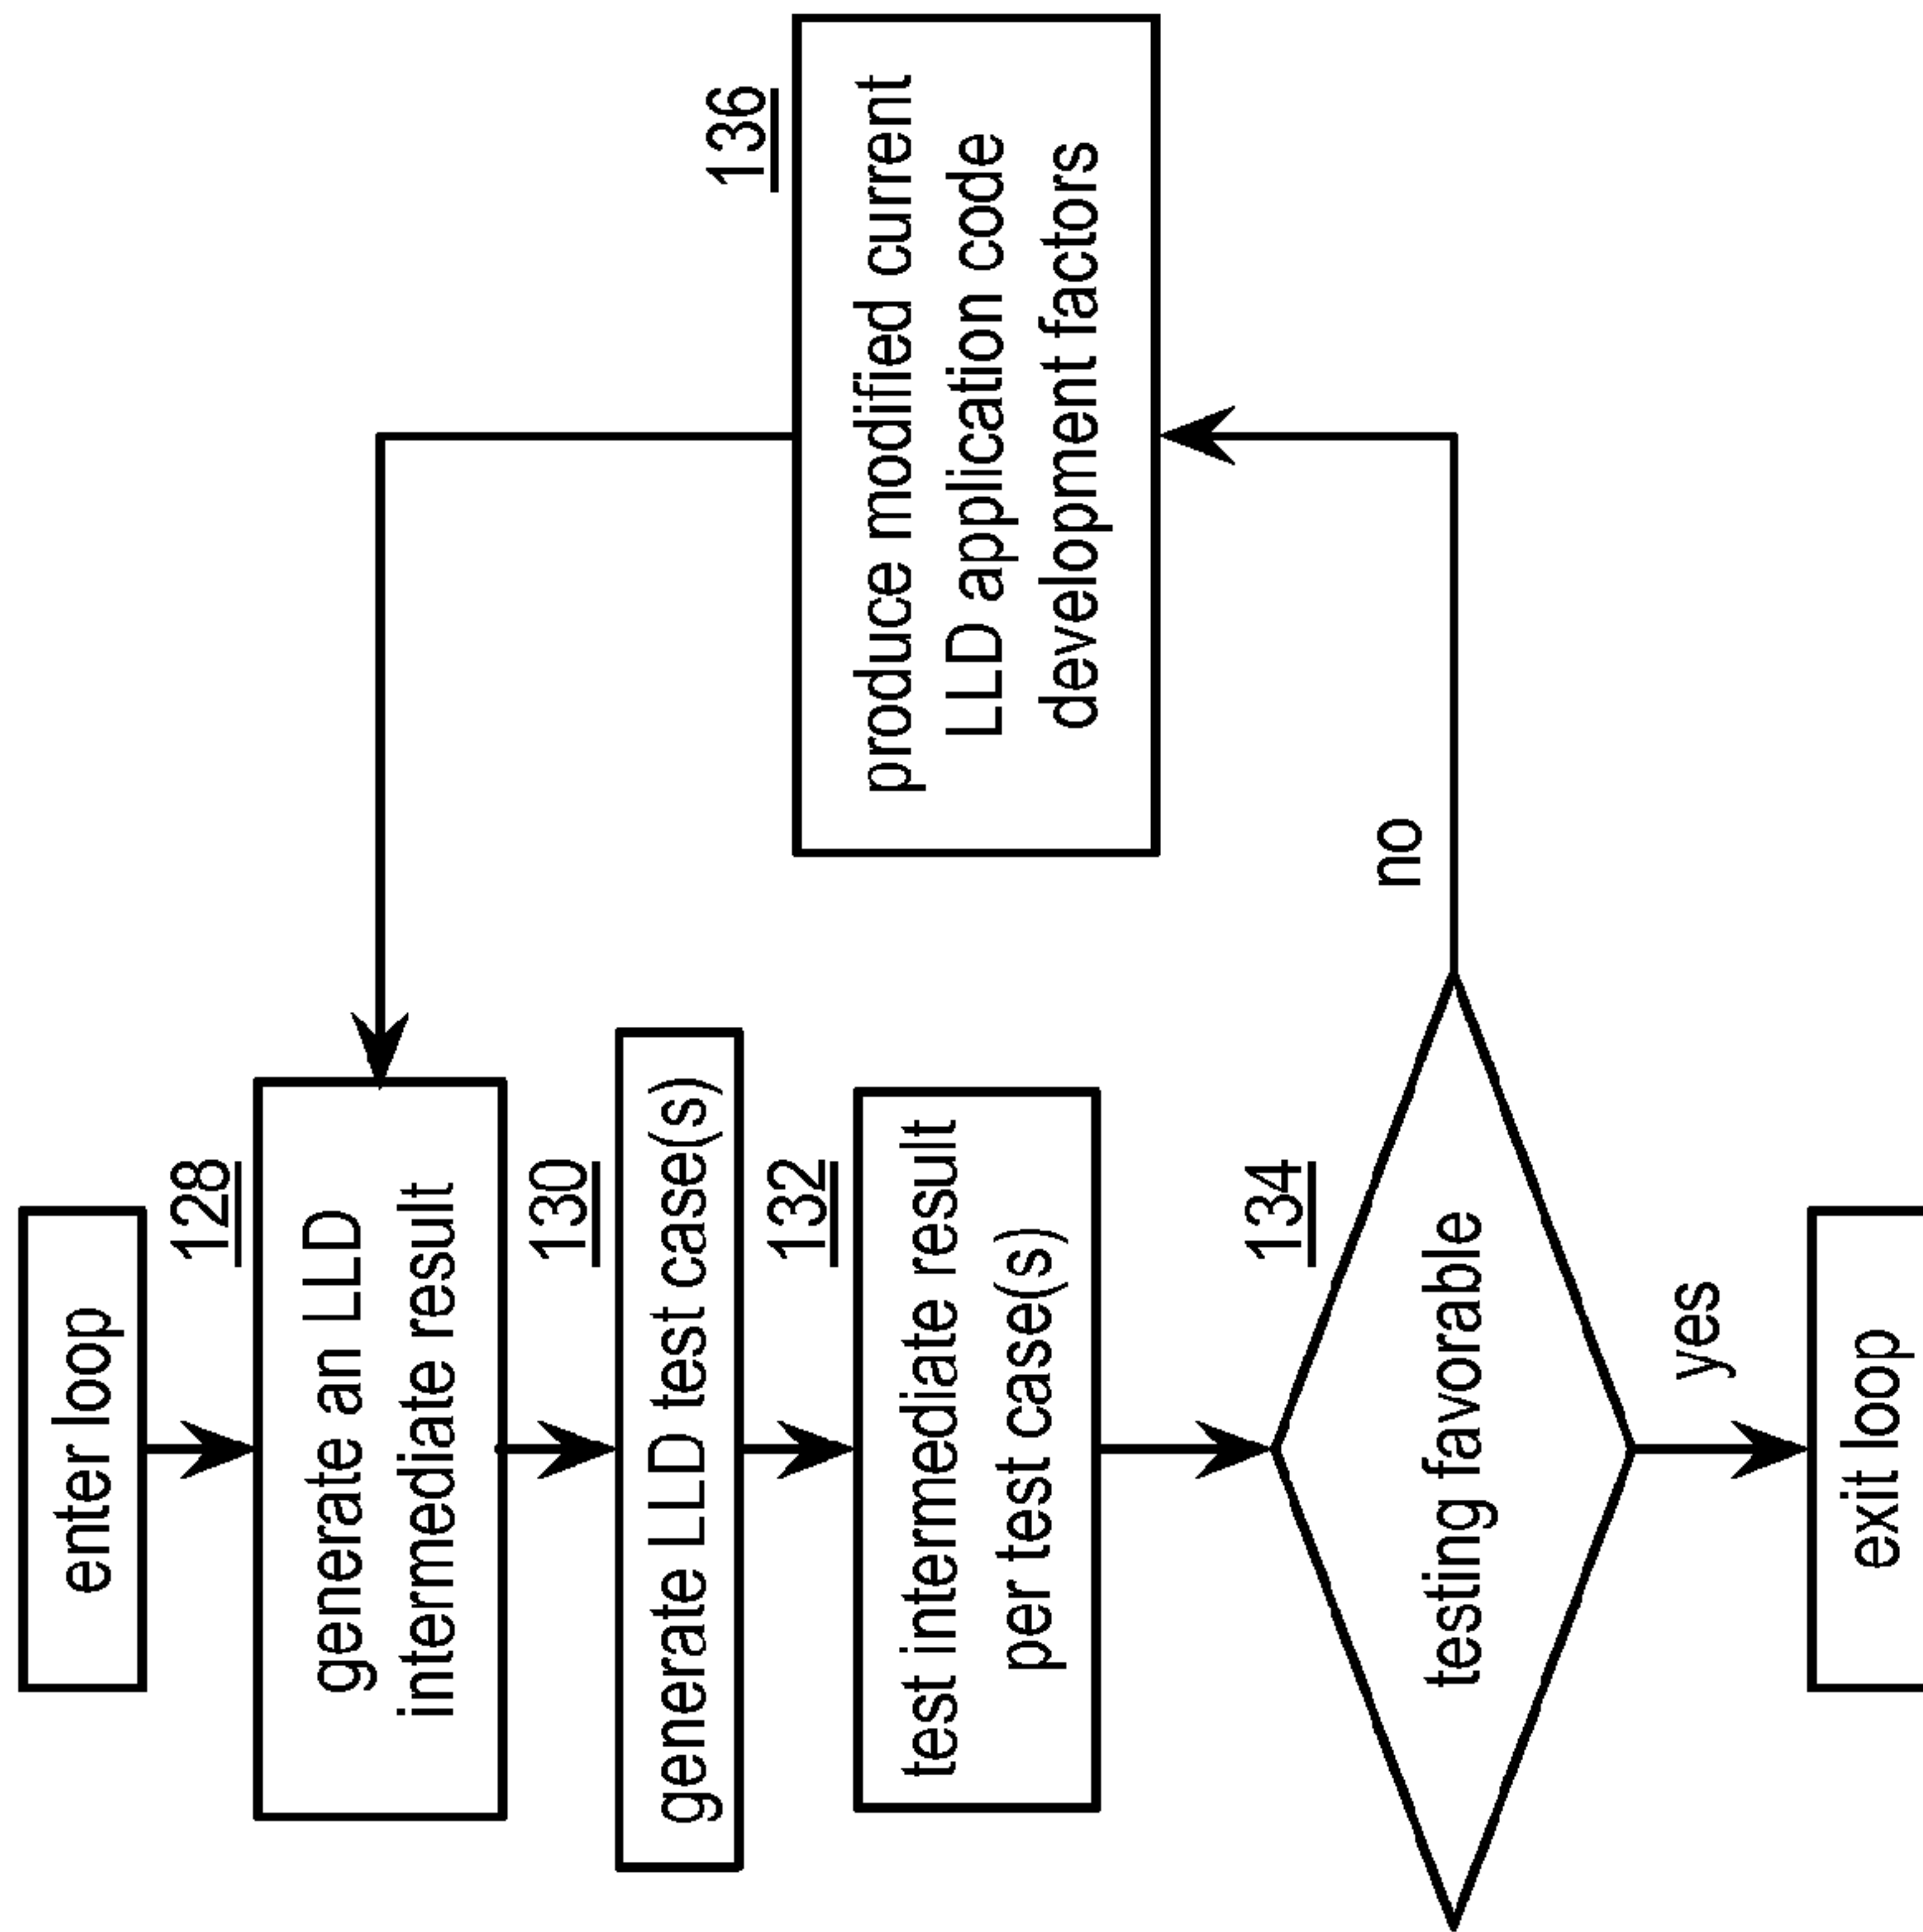 enter loop
128
generate an LLD
intermediate result
130
generate LLD test case(s)
132
test intermediate result
per test case(s)
134
testing favorable
no
yes
136
produce modified current
LLD application code
development factors
exit loop